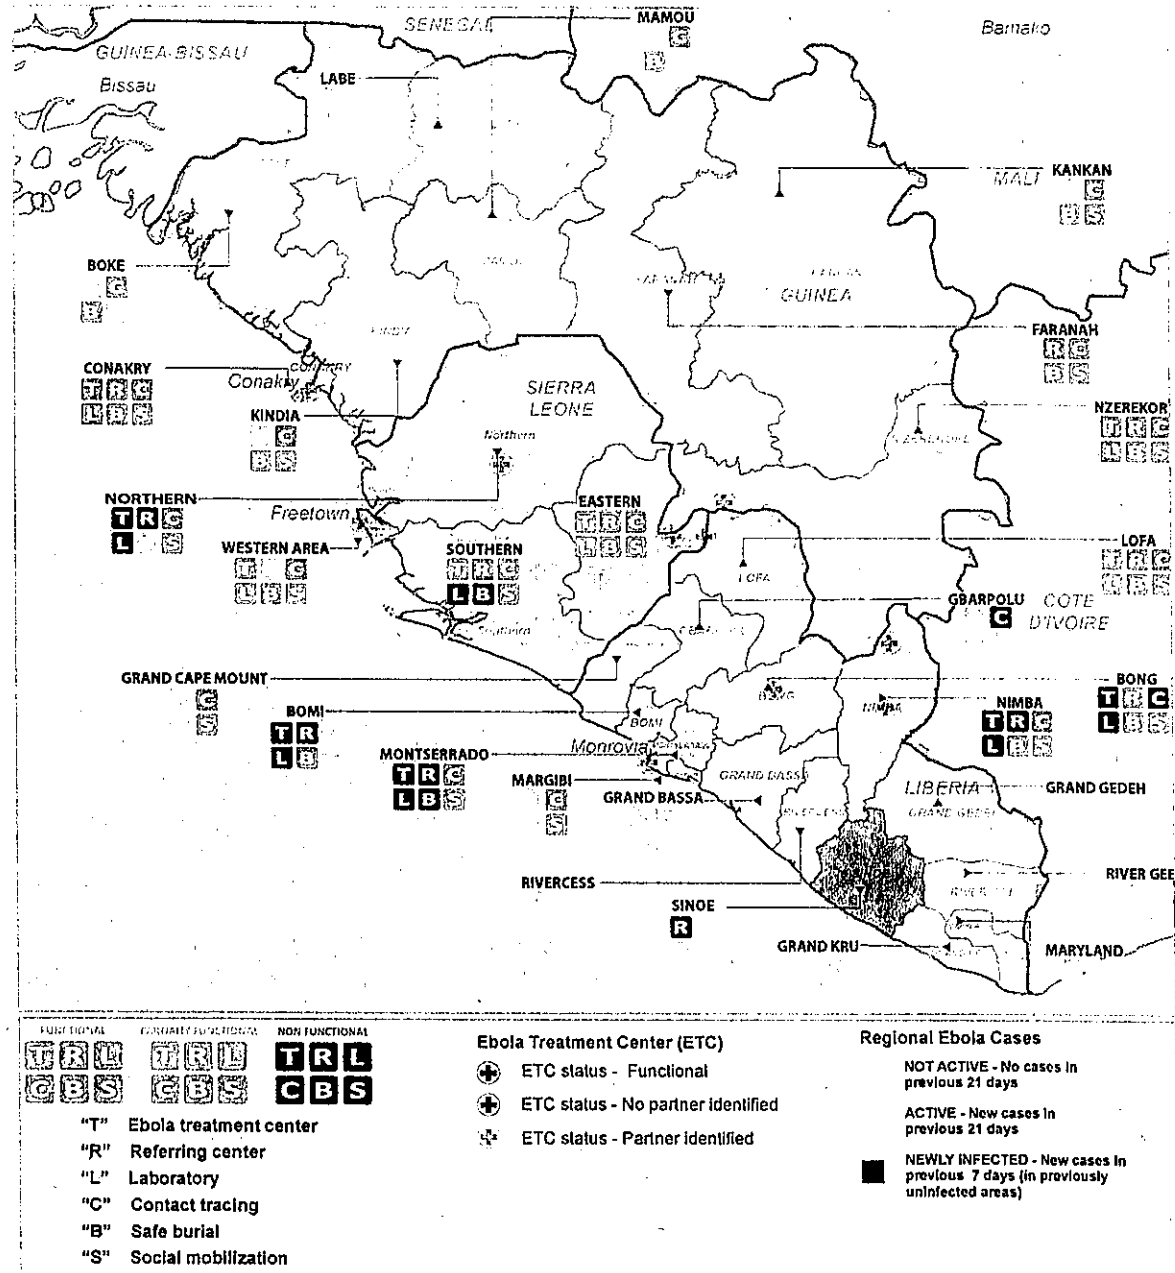 MAMOU
C
B
SENEGAL
Bamako
GUINEA-BISSAU
Bissau
LABE
MALI
KANKAN
C
B S
BOKE
C
B
GUINEA
FARANAH
R C
B S
CONAKRY
T R C
L B S
Conakry
KINDIA
C
B S
SIERRA
LEONE
Northern
NZEREKOR
T R C
L B S
NORTHERN
T R C
L S
Freetown
WESTERN AREA
T C
L B S
SOUTHERN
T R C
L B S
Southern
EASTERN
T R C
L B S
LOFA
T R C
L B S
LOFA
GBARPOLU
C
COTE
D'IVOIRE
GRAND CAPE MOUNT
C
S
BOMI
T R
L B
BOMI
BONG
T R C
L B S
BONG
NIMBA
T R C
L B S
NIMBA
Monrovia
MONTSERRADO
T R C
L B S
MARGIBI
C
S
GRAND BASSA
GRAND BASSA
LIBERIA
GRAND GEDEH
GRAND GEDEH
RIVERCESS
RIVER GEE
SINOE
R
GRAND KRU
MARYLAND
FUNCTIONAL
T R L
C B S
PARTIALLY FUNCTIONAL
T R L
C B S
NON FUNCTIONAL
T R L
C B S
"T" Ebola treatment center
"R" Referring center
"L" Laboratory
"C" Contact tracing
"B" Safe burial
"S" Social mobilization
Ebola Treatment Center (ETC)
ETC status - Functional
ETC status - No partner identified
ETC status - Partner identified
Regional Ebola Cases
NOT ACTIVE - No cases in
previous 21 days
ACTIVE - New cases in
previous 21 days
NEWLY INFECTED - New cases in
previous 7 days (in previously
uninfected areas)